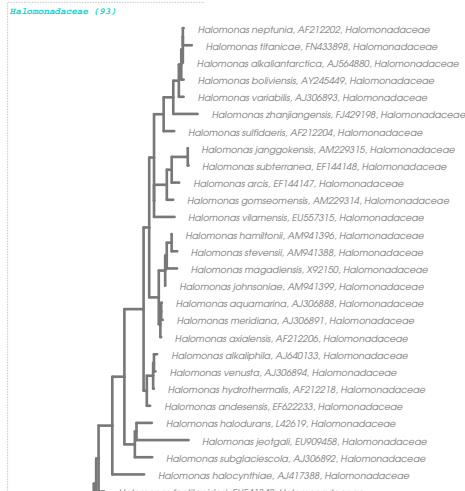 Halomonadaceae (93)
Halomonas neptunia, AF212202, Halomonadaceae
Halomonas titanicae, FN433898, Halomonadaceae
Halomonas alkaliantarctica, AJ564880, Halomonadaceae
Halomonas boliviensis, AY245449, Halomonadaceae
Halomonas variabilis, AJ306893, Halomonadaceae
Halomonas zhanjiangensis, FJ429198, Halomonadaceae
Halomonas sulfidaeris, AF212204, Halomonadaceae
Halomonas janggokensis, AM229315, Halomonadaceae
Halomonas subterranea, EF144148, Halomonadaceae
Halomonas arcis, EF144147, Halomonadaceae
Halomonas gomseomensis, AM229314, Halomonadaceae
Halomonas vilamensis, EU557315, Halomonadaceae
Halomonas hamiltonii, AM941396, Halomonadaceae
Halomonas stevensii, AM941388, Halomonadaceae
Halomonas magadiensis, X92150, Halomonadaceae
Halomonas johnsoniae, AM941399, Halomonadaceae
Halomonas aquamarina, AJ306888, Halomonadaceae
Halomonas meridiana, AJ306891, Halomonadaceae
Halomonas axialensis, AF212206, Halomonadaceae
Halomonas alkaliphila, AJ640133, Halomonadaceae
Halomonas venusta, AJ306894, Halomonadaceae
Halomonas hydrothermalis, AF212218, Halomonadaceae
Halomonas andesensis, EF622233, Halomonadaceae
Halomonas halodurans, L42619, Halomonadaceae
Halomonas jeotgali, EU909458, Halomonadaceae
Halomonas subglaciescola, AJ306892, Halomonadaceae
Halomonas halocynthiae, AJ417388, Halomonadaceae